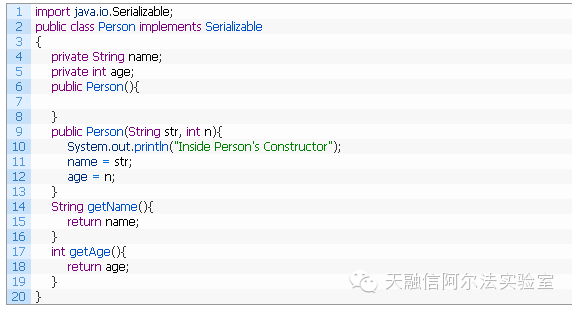 1 import java.io.Serializable;
2 public class Person implements Serializable
3 {
4 private String name;
5 private int age;
6 public Person(){
7
8 }
9 public Person(String str, int n){
10 System.out.println("Inside Person's Constructor");
11 name = str;
12 age = n;
13 }
14 String getName(){
15 return name;
16 }
17 int getAge(){
18 return age;
19 }
20 }
天融信阿尔法实验室